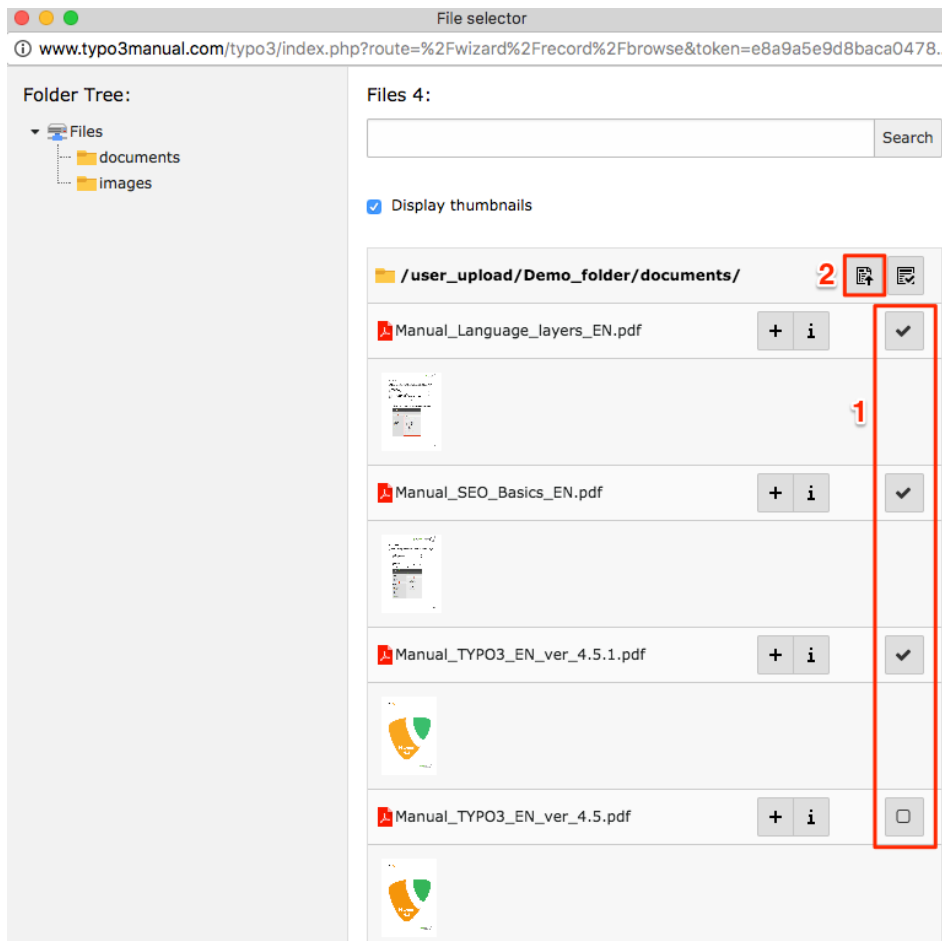 File selector
www.typo3manual.com/typo3/index.php?route=%2Fwizard%2Frecord%2Fbrowse&token=e8a9a5e9d8baca0478..
Folder Tree:
Files 4:
Files
documents
images
Search
Display thumbnails
/user_upload/Demo_folder/documents/
2
Manual_Language_layers_EN.pdf
+ i
1
Manual_SEO_Basics_EN.pdf
+ i
Manual_TYPO3_EN_ver_4.5.1.pdf
+ i
Manual_TYPO3_EN_ver_4.5.pdf
+ i